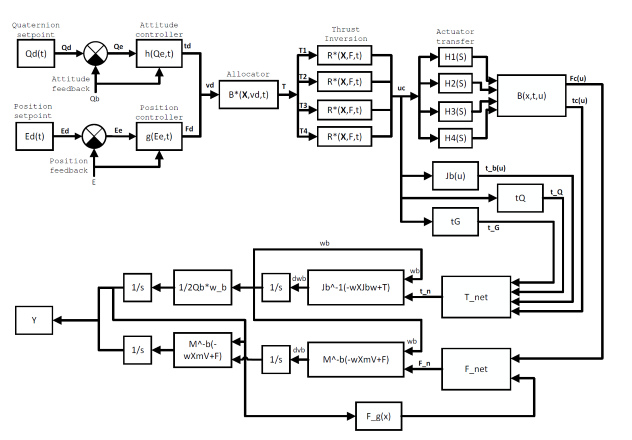 Quaternion
setpoint
Attitude
controller
Thrust
Inversion
Actuator
transfer
Qd(t)
Qd
Qe
h(Qe,t)
td
Attitude
feedback
Qb
Allocator
vd
B*(X,vd,t)
T
T1
T2
T3
T4
R*(X,F,t)
R*(X,F,t)
R*(X,F,t)
R*(X,F,t)
uc
H1(S)
H2(S)
H3(S)
H4(S)
B(x,t,u)
Fc(u)
tc(u)
Position
setpoint
Position
controller
Ed(t)
Ed
Ee
g(Ee,t)
Fd
Position
feedback
E
Jb(u)
t_b(u)
tQ
t_Q
tG
t_G
wb
1/s
1/2Qb*w_b
1/s
dwb
Jb^-1(-wXJbw+T)
wb
t_n
T_net
Y
1/s
M^-b(-
wXmV+F)
1/s
dvb
M^-b(-wXmV+F)
wb
F_n
F_net
F_g(x)